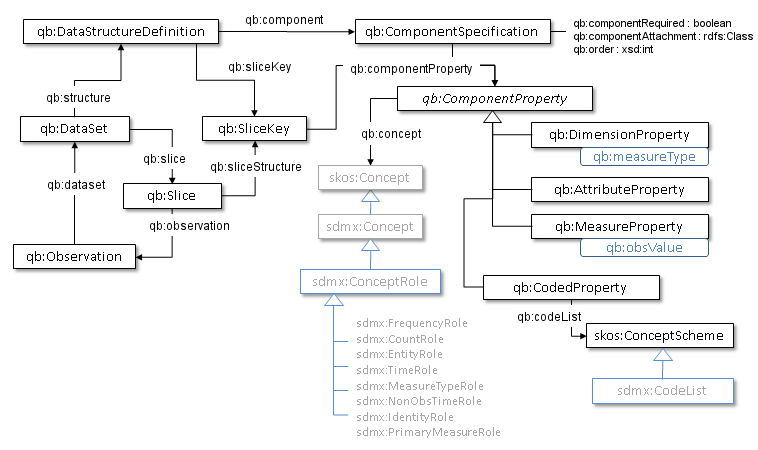 qb:component
qb:DataStructureDefinition
qb:ComponentSpecification
qb:componentRequired : boolean
qb:componentAttachment : rdfs:Class
qb:order : xsd:int
qb:sliceKey
qb:componentProperty
qb:structure
qb:ComponentProperty
qb:DataSet
qb:SliceKey
qb:concept
qb:DimensionProperty
qb:measureType
qb:slice
qb:sliceStructure
qb:dataset
skos:Concept
qb:Slice
qb:AttributeProperty
qb:observation
sdmx:Concept
qb:MeasureProperty
qb:obsValue
qb:Observation
sdmx:ConceptRole
qb:CodedProperty
qb:codeList
sdmx:FrequencyRole
sdmx:CountRole
sdmx:EntityRole
sdmx:TimeRole
sdmx:MeasureTypeRole
sdmx:NonObsTimeRole
sdmx:IdentityRole
sdmx:PrimaryMeasureRole
skos:ConceptScheme
sdmx:CodeList